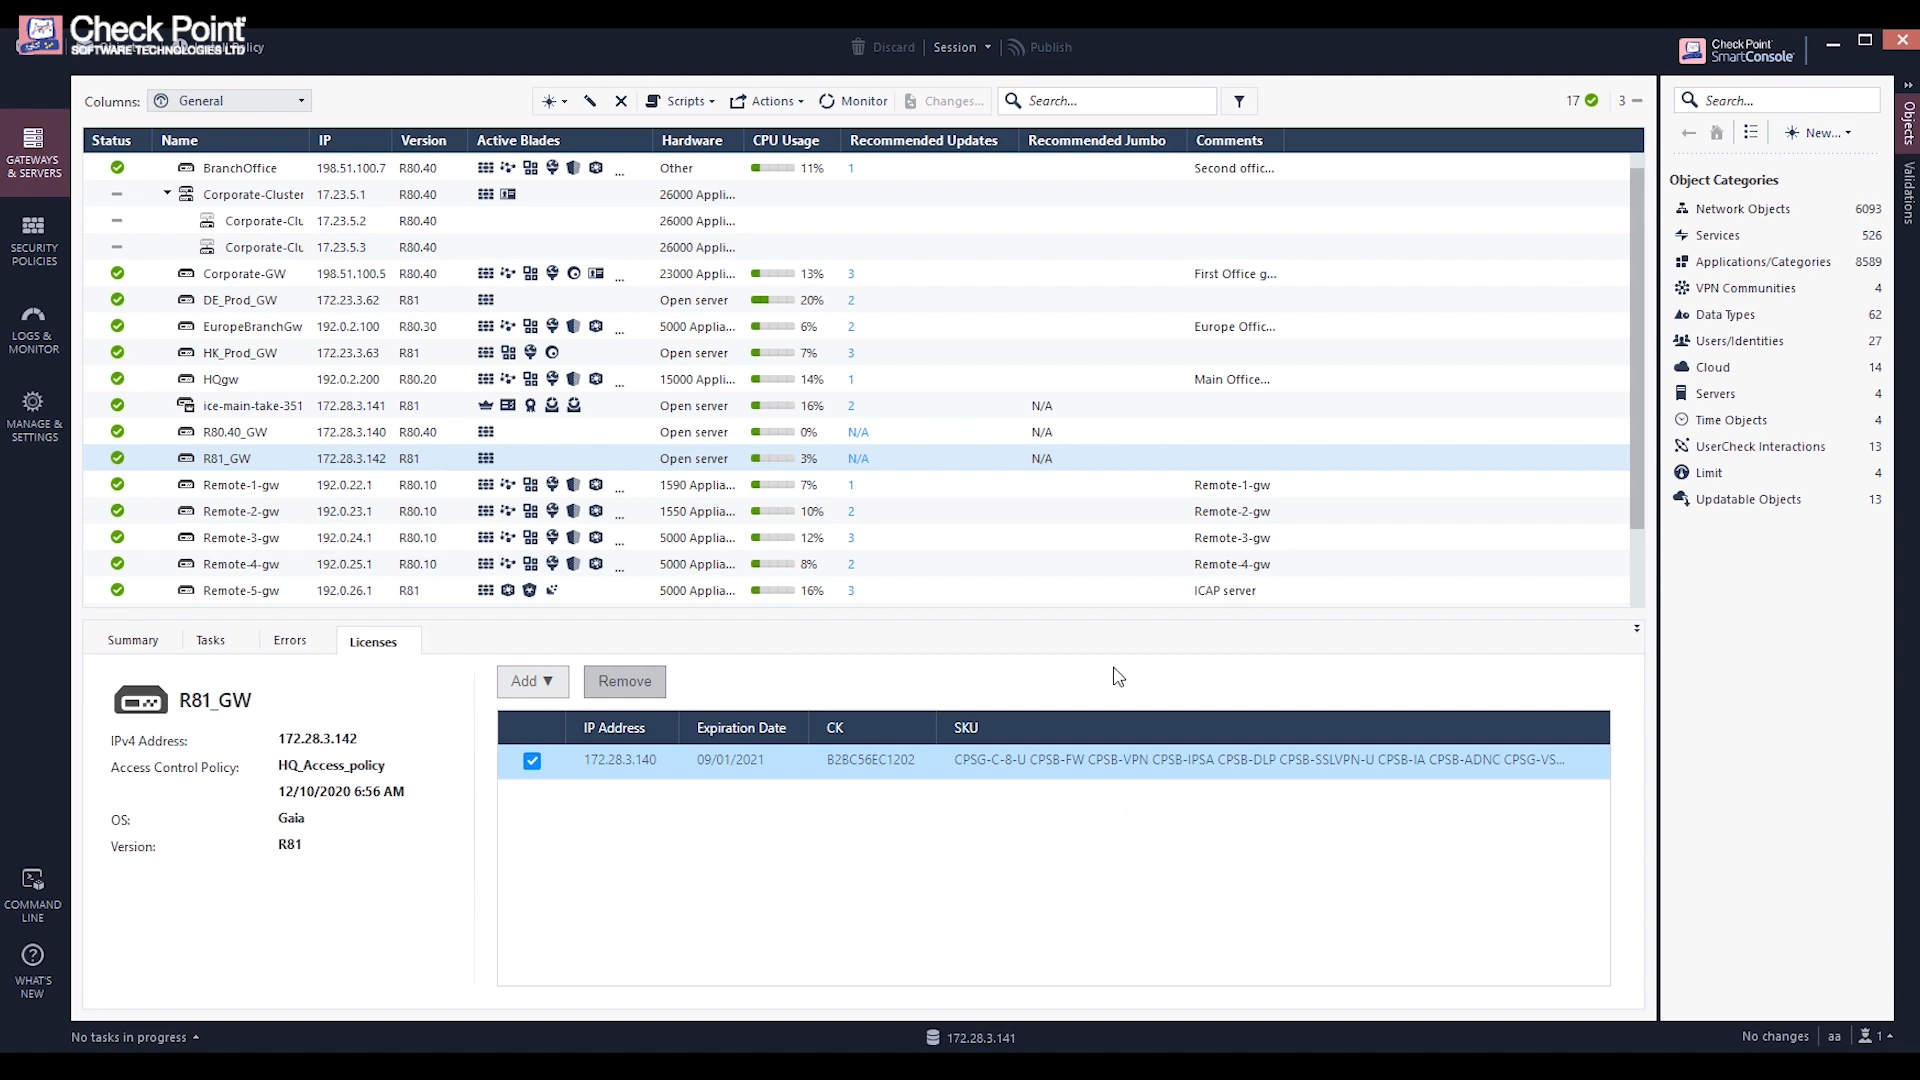 Check Point
SOFTWARE TECHNOLOGIES LTD
Discard Session Publish
Check Point
SmartConsole
Columns: General
Scripts Actions Monitor Changes... Search... 17 3
Status Name IP Version Active Blades Hardware CPU Usage Recommended Updates Recommended Jumbo Comments
BranchOffice 198.51.100.7 R80.40 ... Other 11% 1 Second offic...
Corporate-Cluster 17.23.5.1 R80.40 26000 Appli...
Corporate-Clu 17.23.5.2 R80.40 26000 Appli...
Corporate-Clu 17.23.5.3 R80.40 26000 Appli...
Corporate-GW 198.51.100.5 R80.40 ... 23000 Appli... 13% 3 First Office g...
DE_Prod_GW 172.23.3.62 R81 Open server 20% 2
EuropeBranchGw 192.0.2.100 R80.30 ... 5000 Applia... 6% 2 Europe Offic...
HK_Prod_GW 172.23.3.63 R81 Open server 7% 3
HQgw 192.0.2.200 R80.20 ... 15000 Appli... 14% 1 Main Office...
ice-main-take-351 172.28.3.141 R81 Open server 16% 2 N/A
R80.40_GW 172.28.3.140 R80.40 Open server 0% N/A N/A
R81_GW 172.28.3.142 R81 Open server 3% N/A N/A
Remote-1-gw 192.0.22.1 R80.10 ... 1590 Applia... 7% 1 Remote-1-gw
Remote-2-gw 192.0.23.1 R80.10 ... 1550 Applia... 10% 2 Remote-2-gw
Remote-3-gw 192.0.24.1 R80.10 ... 5000 Applia... 12% 3 Remote-3-gw
Remote-4-gw 192.0.25.1 R80.10 ... 5000 Applia... 8% 2 Remote-4-gw
Remote-5-gw 192.0.26.1 R81 5000 Applia... 16% 3 ICAP server
Summary Tasks Errors Licenses
R81_GW
IPv4 Address: 172.28.3.142
Access Control Policy: HQ_Access_policy
12/10/2020 6:56 AM
OS: Gaia
Version: R81
Add ▼ Remove
IP Address Expiration Date CK SKU
172.28.3.140 09/01/2021 B2BC56EC1202 CPSG-C-8-U CPSB-FW CPSB-VPN CPSB-IPSA CPSB-DLP CPSB-SSLVPN-U CPSB-IA CPSB-ADNC CPSG-VS...
GATEWAYS
& SERVERS
SECURITY
POLICIES
LOGS &
MONITOR
MANAGE &
SETTINGS
COMMAND
LINE
WHAT'S
NEW
Search...
New...
Object Categories
Network Objects 6093
Services 526
Applications/Categories 8589
VPN Communities 4
Data Types 62
Users/Identities 27
Cloud 14
Servers 4
Time Objects 4
UserCheck Interactions 13
Limit 4
Updatable Objects 13
Objects
Validations
No tasks in progress 172.28.3.141 No changes aa 1